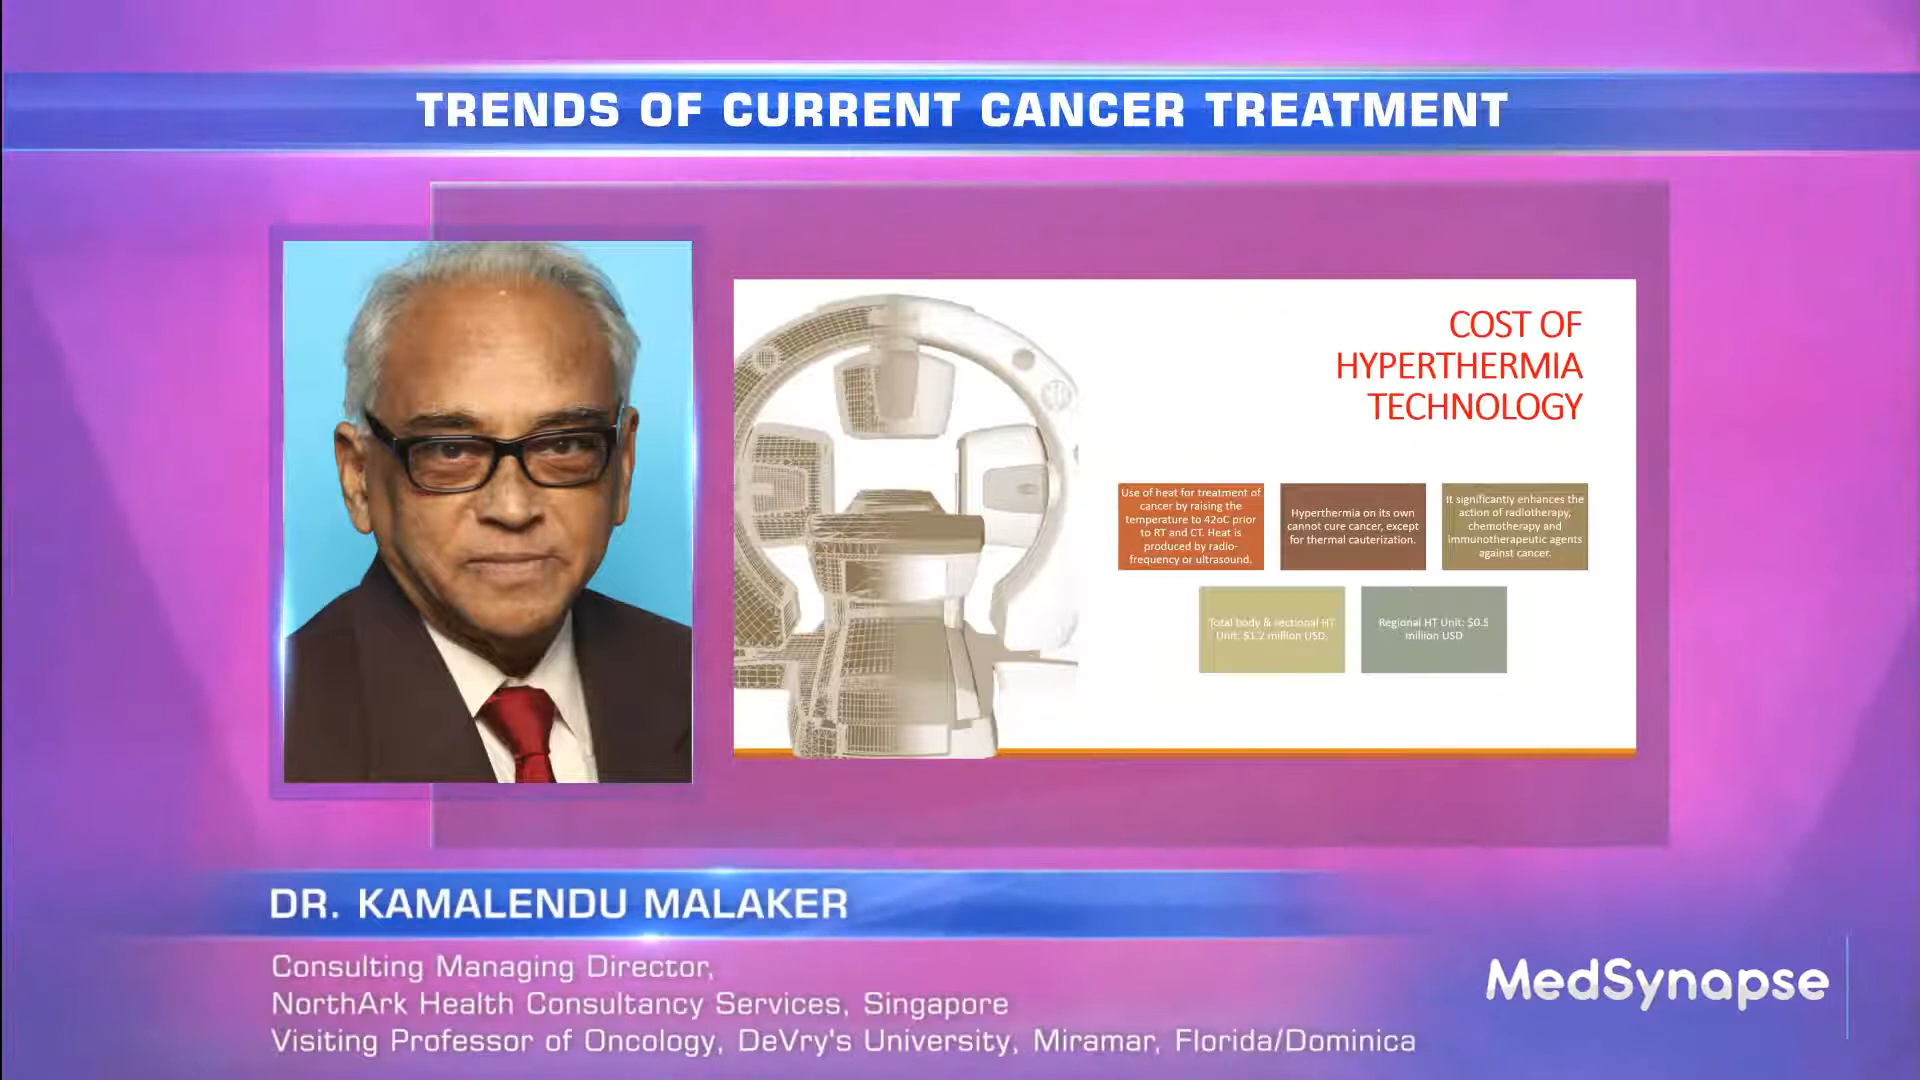 TRENDS OF CURRENT CANCER TREATMENT
COST OF
HYPERTHERMIA
TECHNOLOGY
Use of heat for treatment of
cancer by raising the
temperature to 42oC prior
to RT and CT. Heat is
produced by radio-
frequency or ultrasound.
Hyperthermia on its own
cannot cure cancer, except
for thermal cauterization.
It significantly enhances the
action of radiotherapy,
chemotherapy and
immunotherapeutic agents
against cancer.
Total body & sectional HT
Unit: $1.2 million USD.
Regional HT Unit: $0.5
million USD
DR. KAMALENDU MALAKER
Consulting Managing Director,
NorthArk Health Consultancy Services, Singapore
Visiting Professor of Oncology, DeVry's University, Miramar, Florida/Dominica
MedSynapse